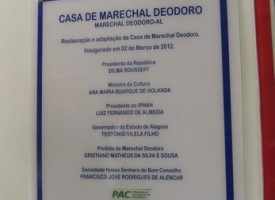 CASA DE MARECHAL DEODORO
MARECHAL DEODORO-AL
Restauração e adaptação da Casa de Marechal Deodoro.
Inaugurado em 02 de Março de 2012
Presidenta da República
DILMA ROUSSEFF
Ministra da Cultura
ANA MARIA BUARQUE DE HOLANDA
Presidente do IPHAN
LUIZ FERNANDO DE ALMEIDA
Governador do Estado de Alagoas
TEOTÔNIO VILELA FILHO
Prefeito de Marechal Deodoro
CRISTIANO MATHEUS DA SILVA E SOUSA
Sociedade Nossa Senhora do Bom Conselho
FRANCISCO JOSÉ RODRIGUES DE ALENCAR
PAC